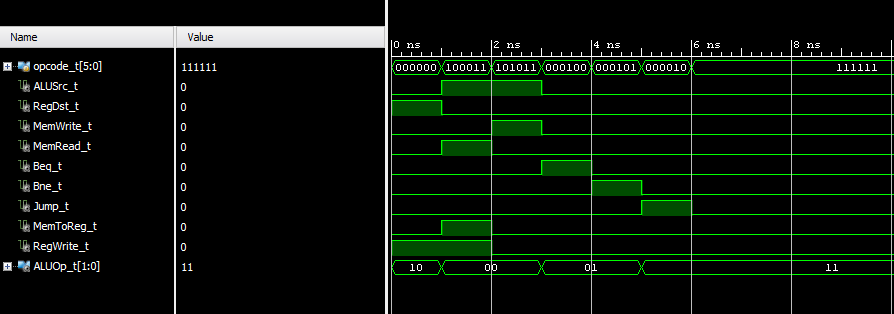 Name Value
0 ns 2 ns 4 ns 6 ns 8 ns
opcode_t[5:0] 111111 000000 100011 101011 000100 000101 000010 111111
ALUSrc_t 0
RegDst_t 0
MemWrite_t 0
MemRead_t 0
Beq_t 0
Bne_t 0
Jump_t 0
MemToReg_t 0
RegWrite_t 0
ALUOp_t[1:0] 11 10 00 01 11